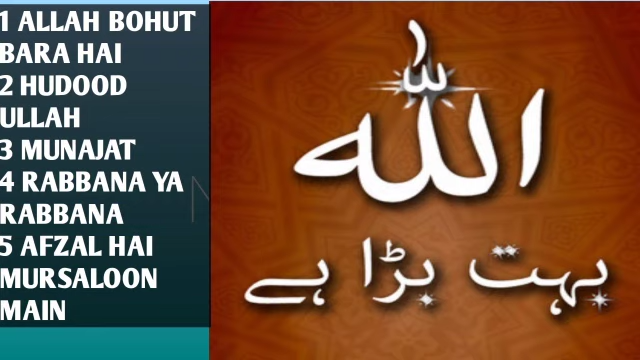 1 ALLAH BOHUT
BARA HAI
2 HUDOOD
ULLAH
3 MUNAJAT
4 RABBANA YA
RABBANA
5 AFZAL HAI
MURSALOON
MAIN
اللہ
بہت بڑا ہے